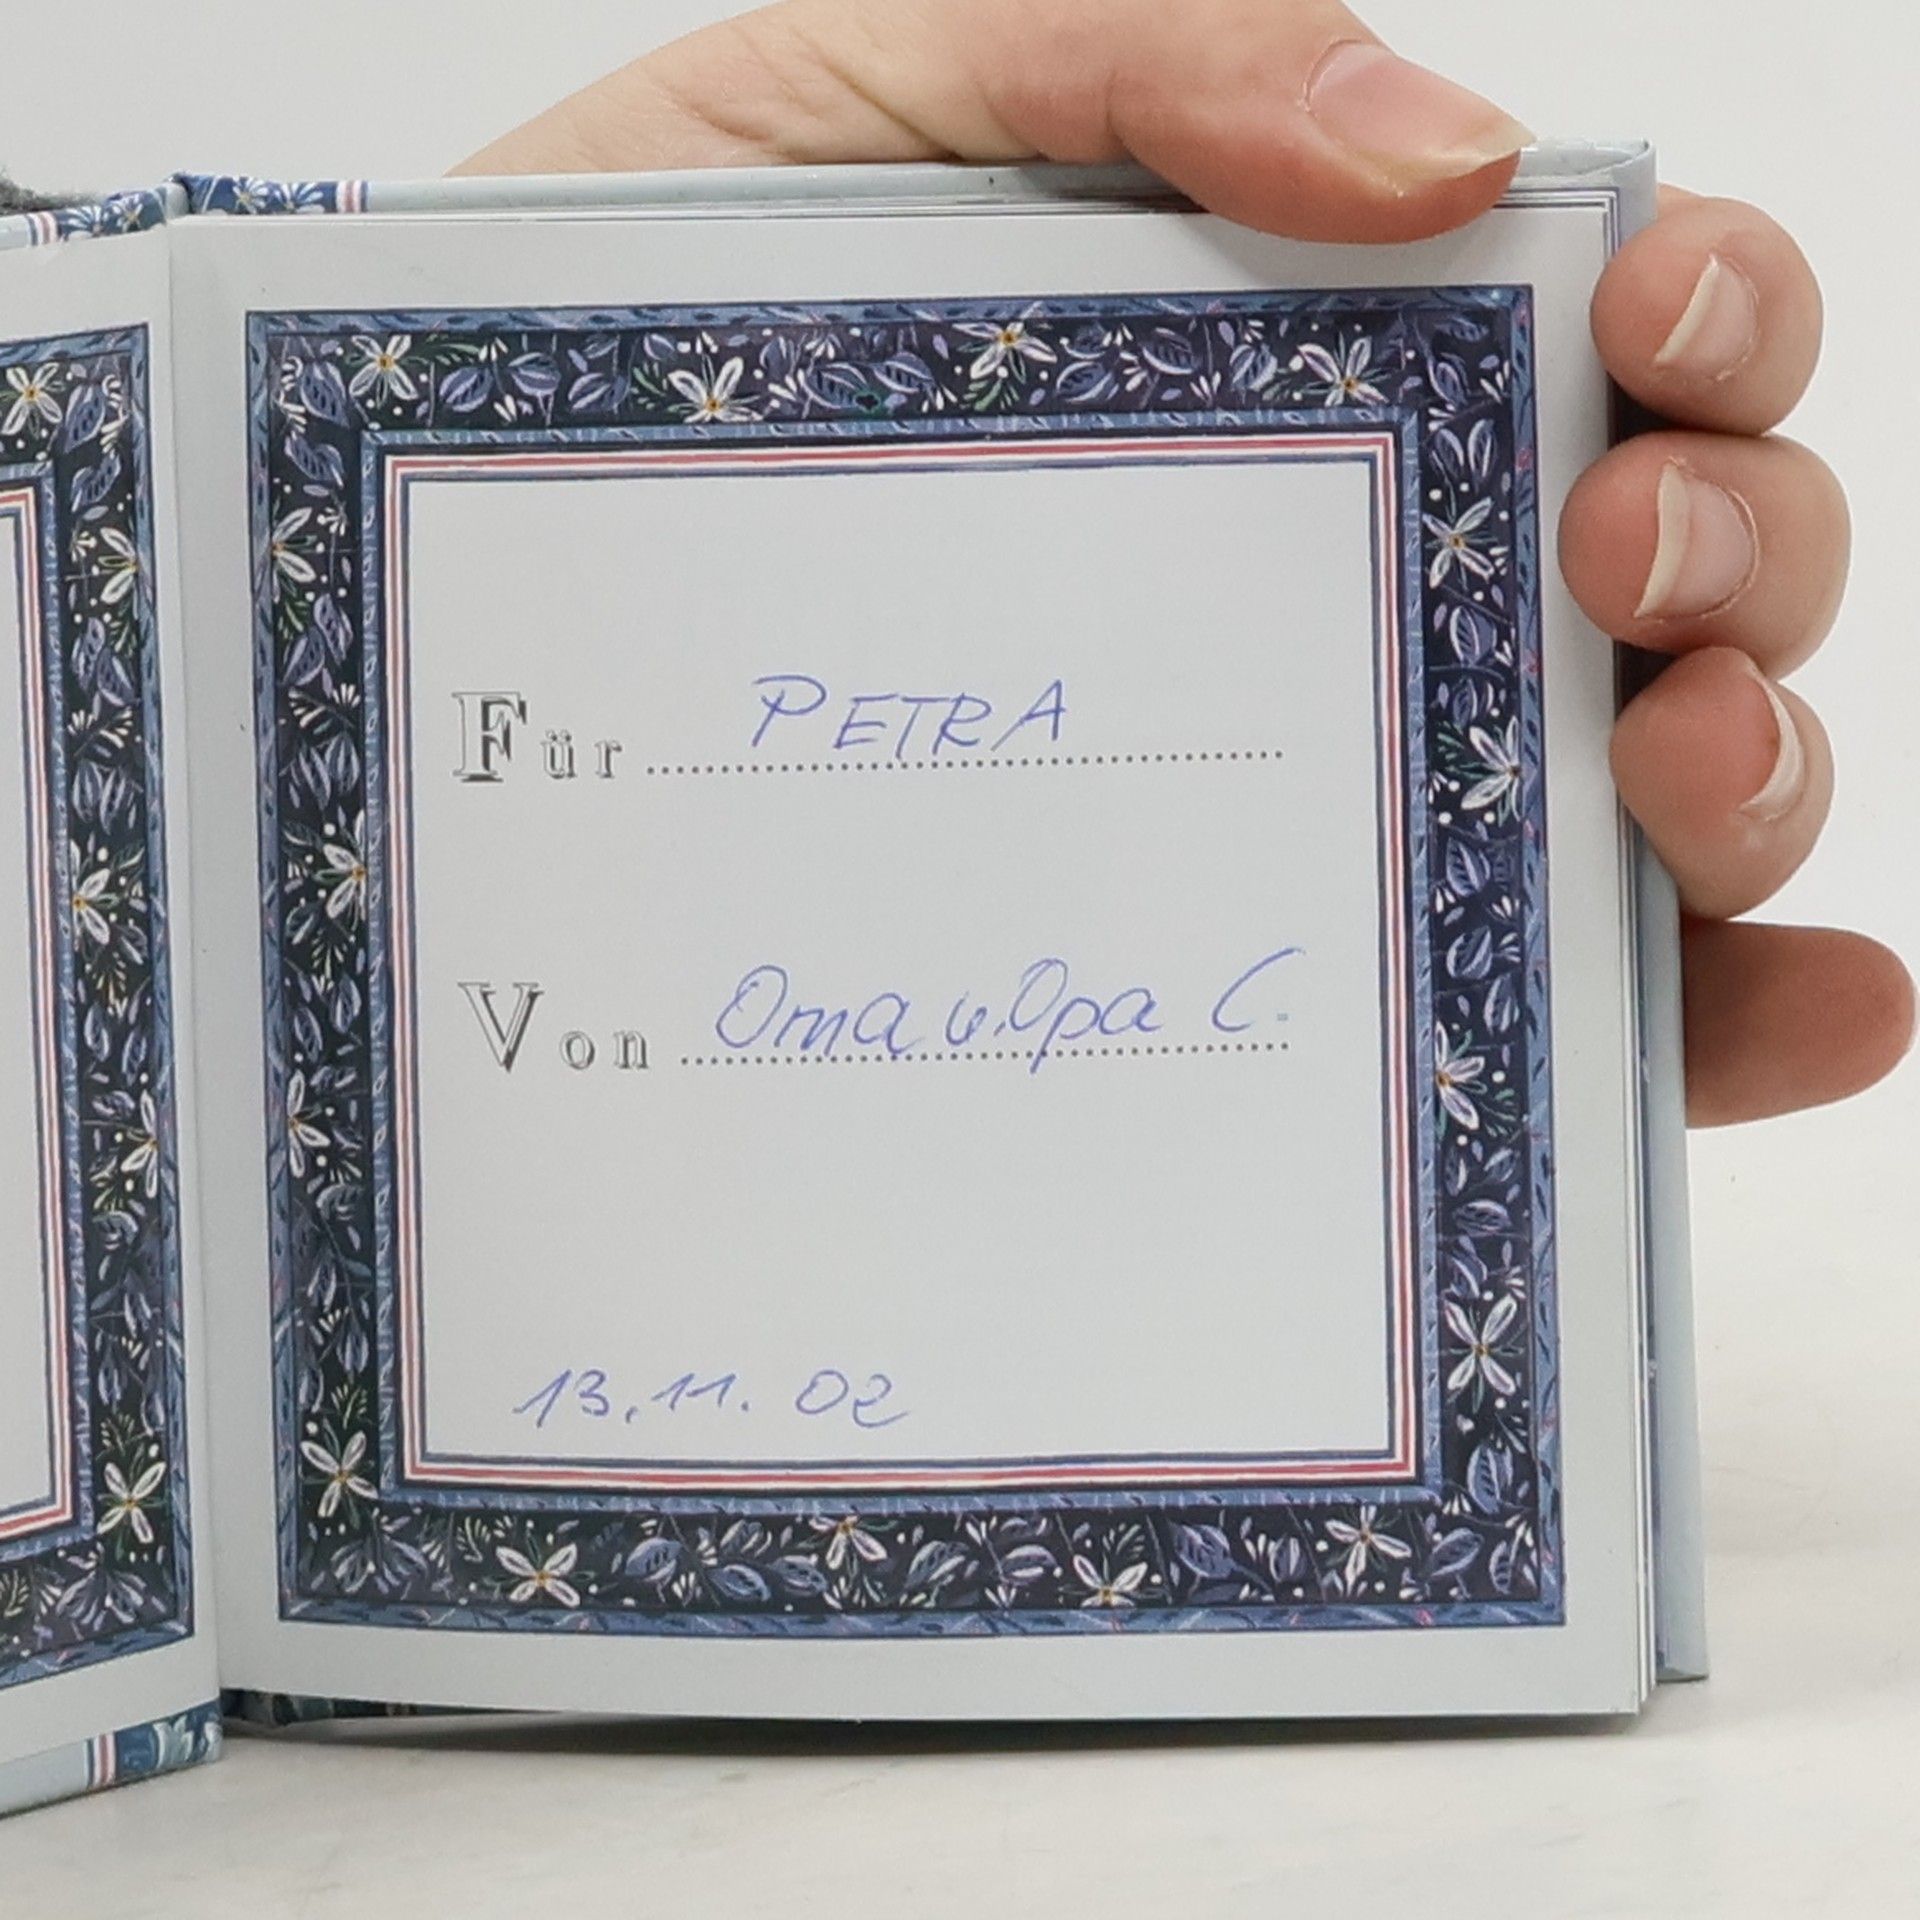 Für PETRA
Von Oma u. Opa C.
13.11.02